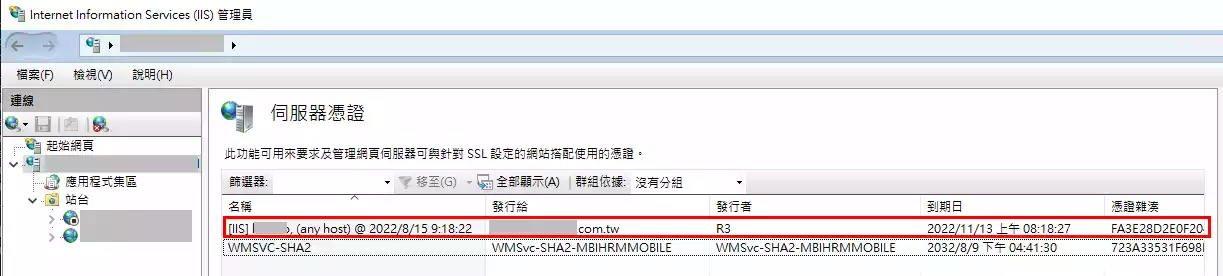 Internet Information Services (IIS) 管理員
檔案(F) 檢視(V) 說明(H)
連線
起始網頁
應用程式集區
站台
伺服器憑證
此功能可用來要求及管理網頁伺服器可與針對 SSL 設定的網站搭配使用的憑證。
篩選器: 移至(G) 全部顯示(A) 群組依據: 沒有分組
名稱 發行給 發行者 到期日 憑證雜湊
[IIS] o, (any host) @ 2022/8/15 9:18:22 .com.tw R3 2022/11/13 上午 08:18:27 FA3E28D2E0F20
WMSVC-SHA2 WMSvc-SHA2-MBIHRMMOBILE WMSvc-SHA2-MBIHRMMOBILE 2032/8/9 下午 04:41:30 723A33531F698